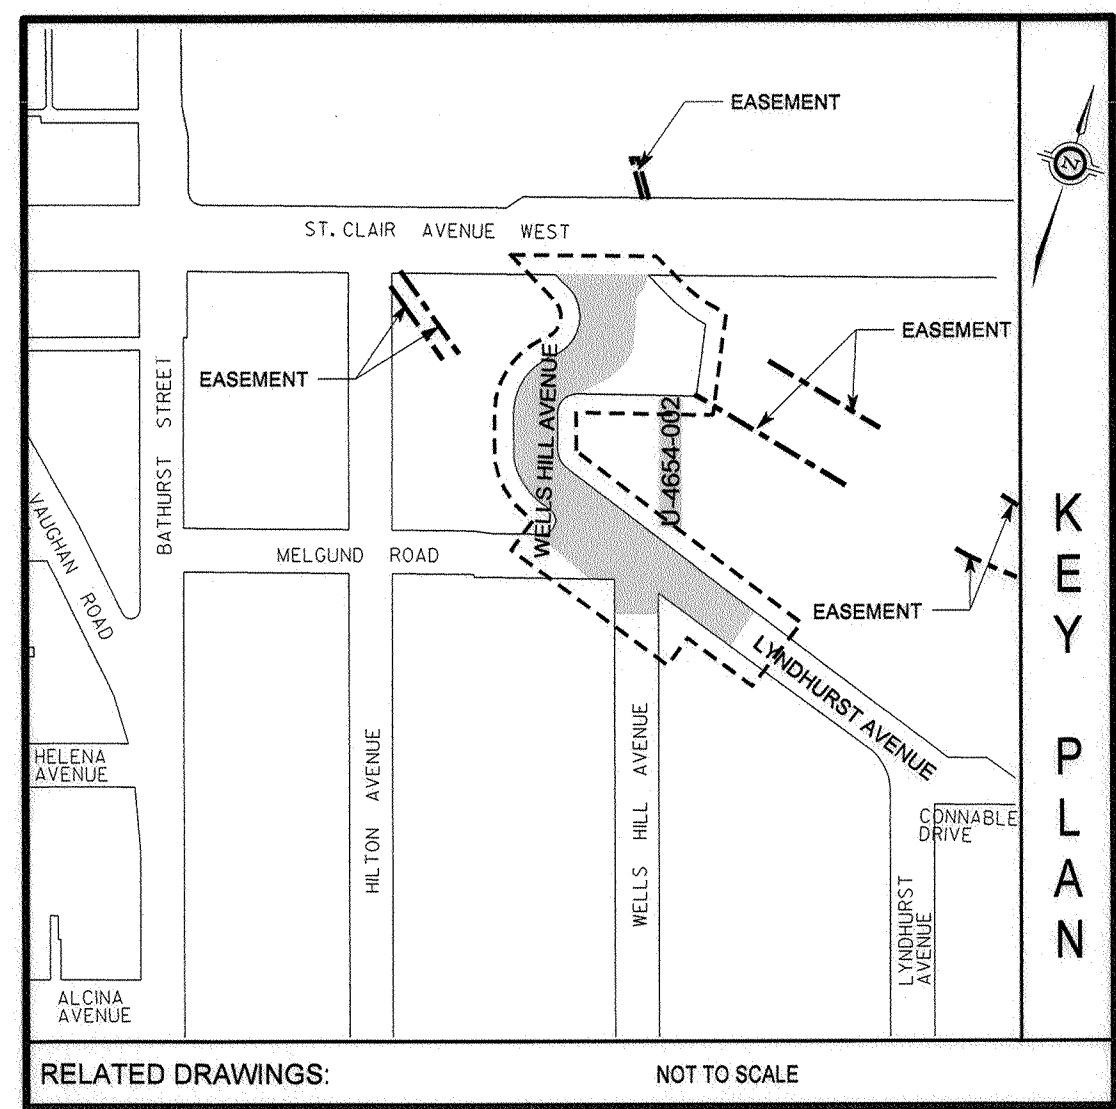 EASEMENT
ST. CLAIR AVENUE WEST
EASEMENT
EASEMENT
BATHURST STREET
WELLS HILL AVENUE
U-4654-002
VAUGHAN ROAD
MELGUND ROAD
EASEMENT
LYNDHURST AVENUE
HELENA
AVENUE
HILTON AVENUE
WELLS HILL AVENUE
CONNABLE
DRIVE
LYNDHURST
AVENUE
ALCINA
AVENUE
Z
KEY PLAN
RELATED DRAWINGS:
NOT TO SCALE